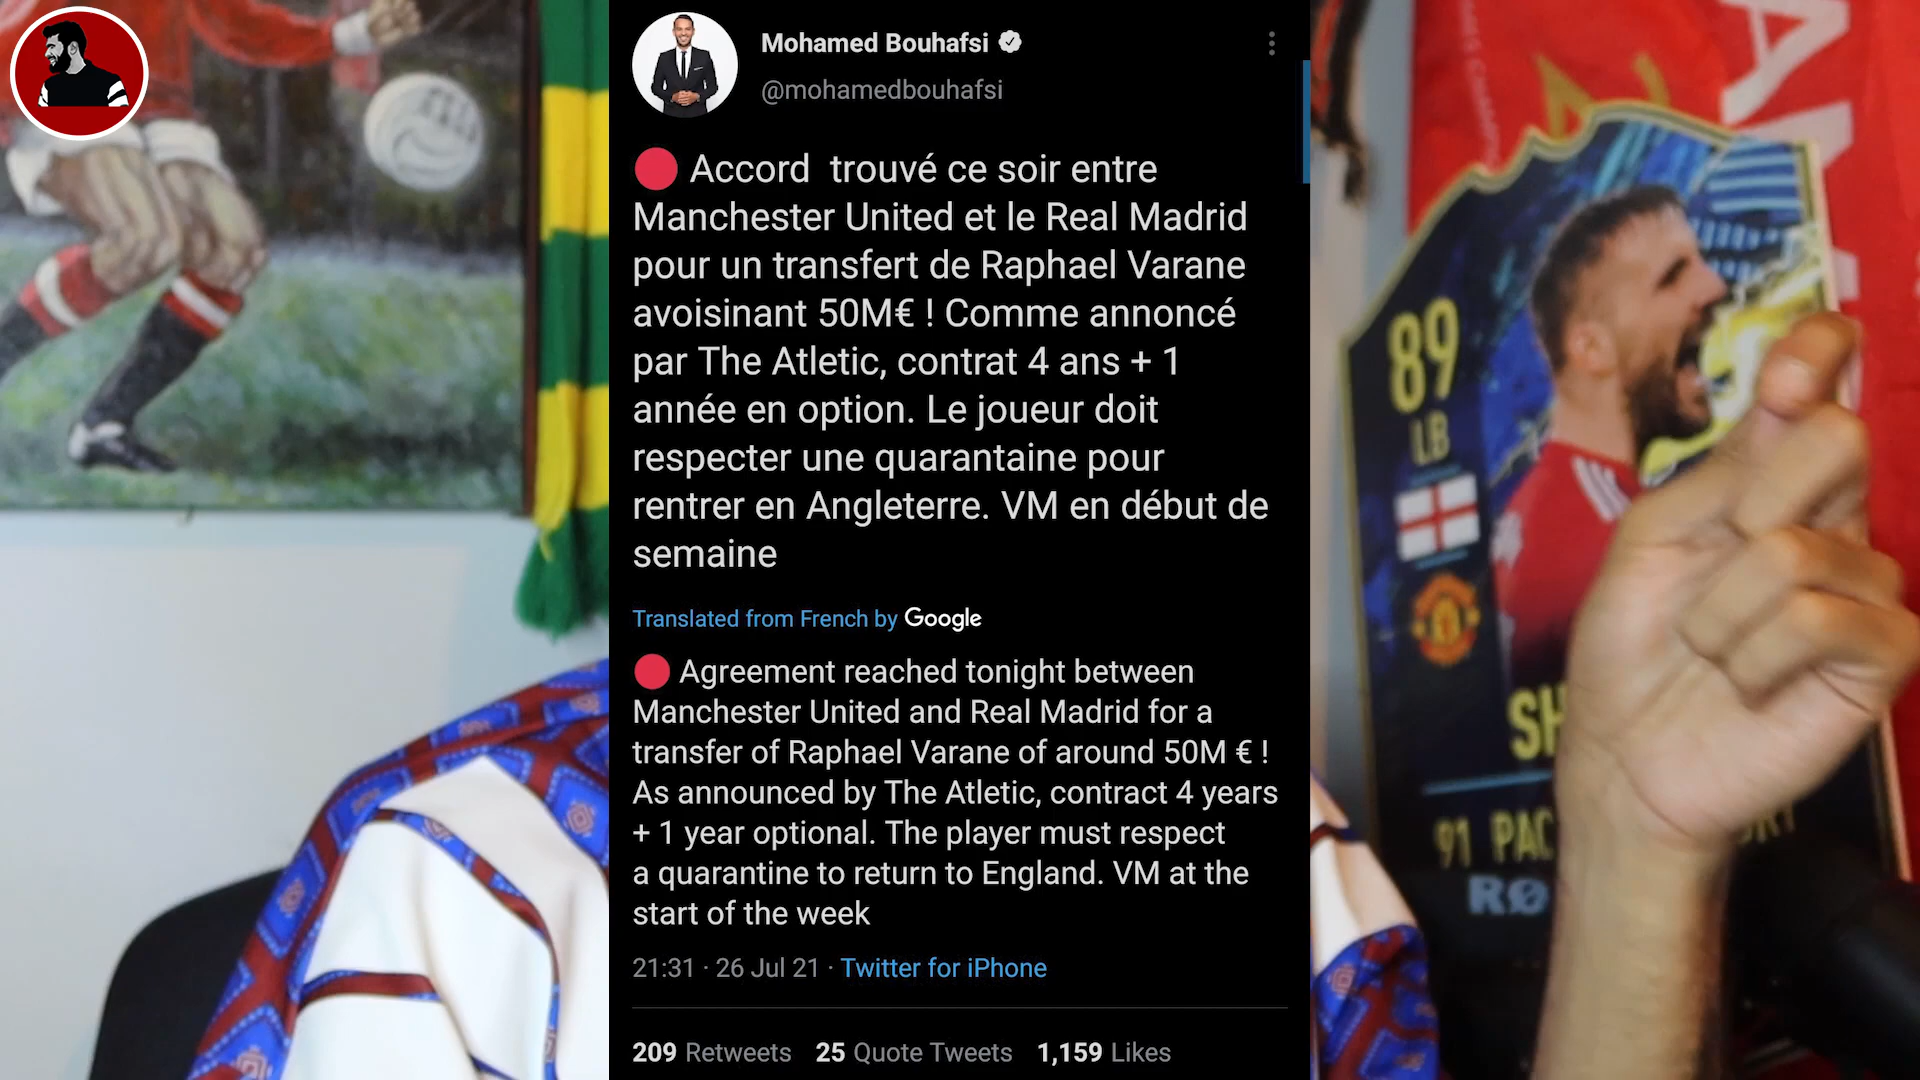 Mohamed Bouhafsi
@mohamedbouhafsi
🔴 Accord trouvé ce soir entre
Manchester United et le Real Madrid
pour un transfert de Raphael Varane
avoisinant 50M€ ! Comme annoncé
par The Atletic, contrat 4 ans + 1
année en option. Le joueur doit
respecter une quarantaine pour
rentrer en Angleterre. VM en début de
semaine
Translated from French by Google
🔴 Agreement reached tonight between
Manchester United and Real Madrid for a
transfer of Raphael Varane of around 50M € !
As announced by The Atletic, contract 4 years
+ 1 year optional. The player must respect
a quarantine to return to England. VM at the
start of the week
21:31 · 26 Jul 21 · Twitter for iPhone
209 Retweets 25 Quote Tweets 1,159 Likes
89
LB
SH
91 PAC
RØ